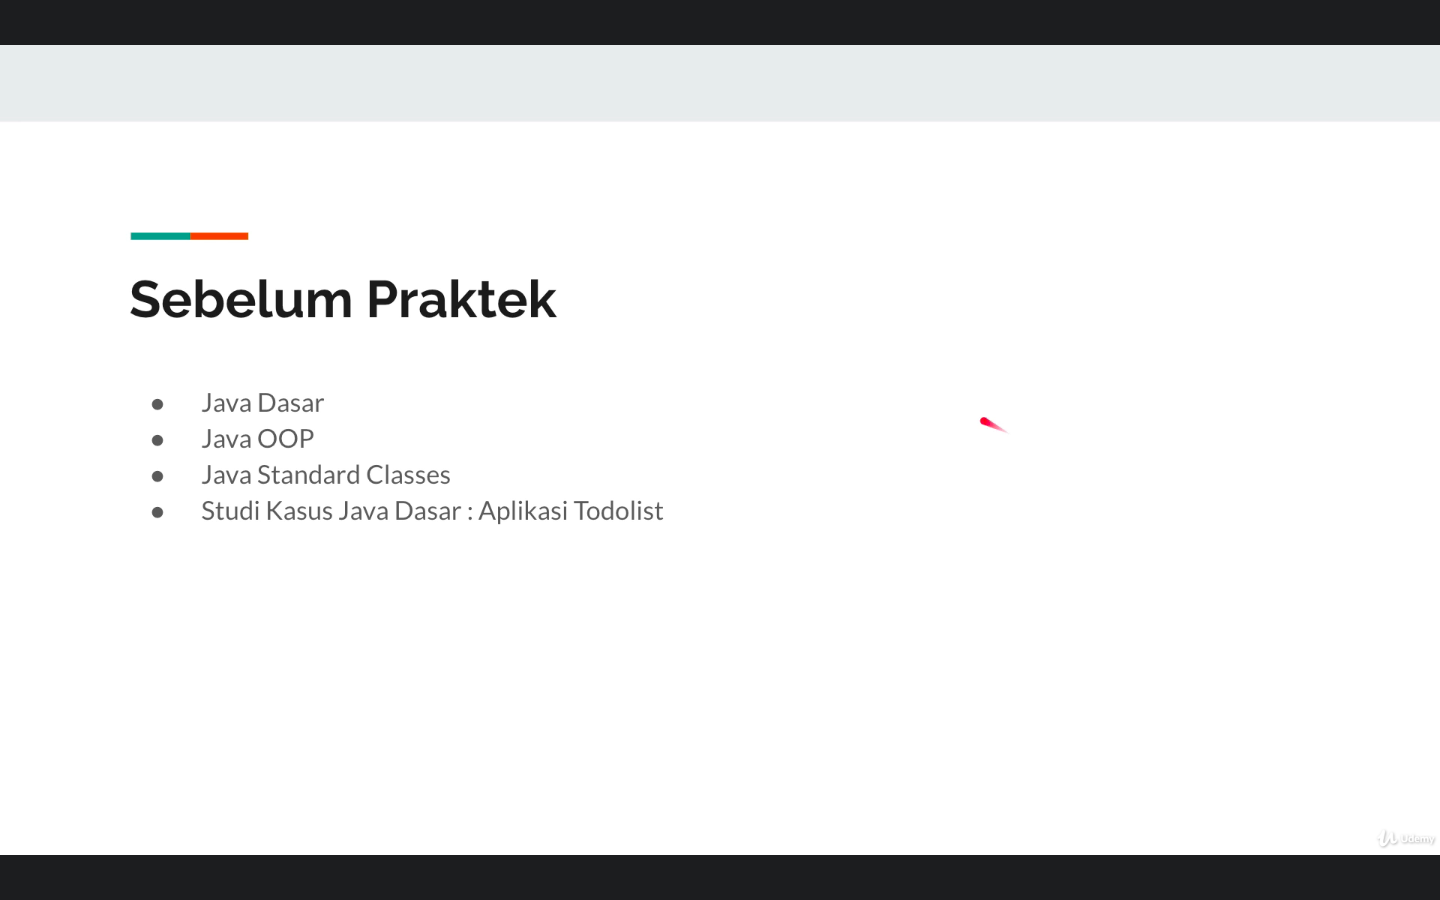 Sebelum Praktek
● Java Dasar
● Java OOP
● Java Standard Classes
● Studi Kasus Java Dasar : Aplikasi Todolist
Udemy